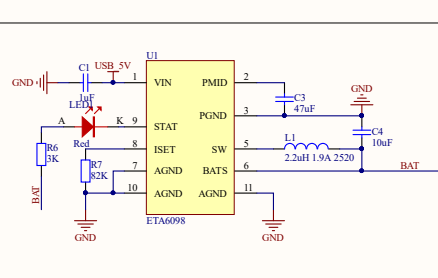 U1
C1
USB_5V
GND
1uF
1
VIN
PMID
2
C3
47uF
GND
PGND
3
LED1
A
K
9
STAT
Red
C4
10uF
R6
3K
8
ISET
SW
5
L1
2.2uH 1.9A 2520
R7
82K
7
AGND
BATS
6
BAT
10
AGND
AGND
11
BAT
GND
ETA6098
GND